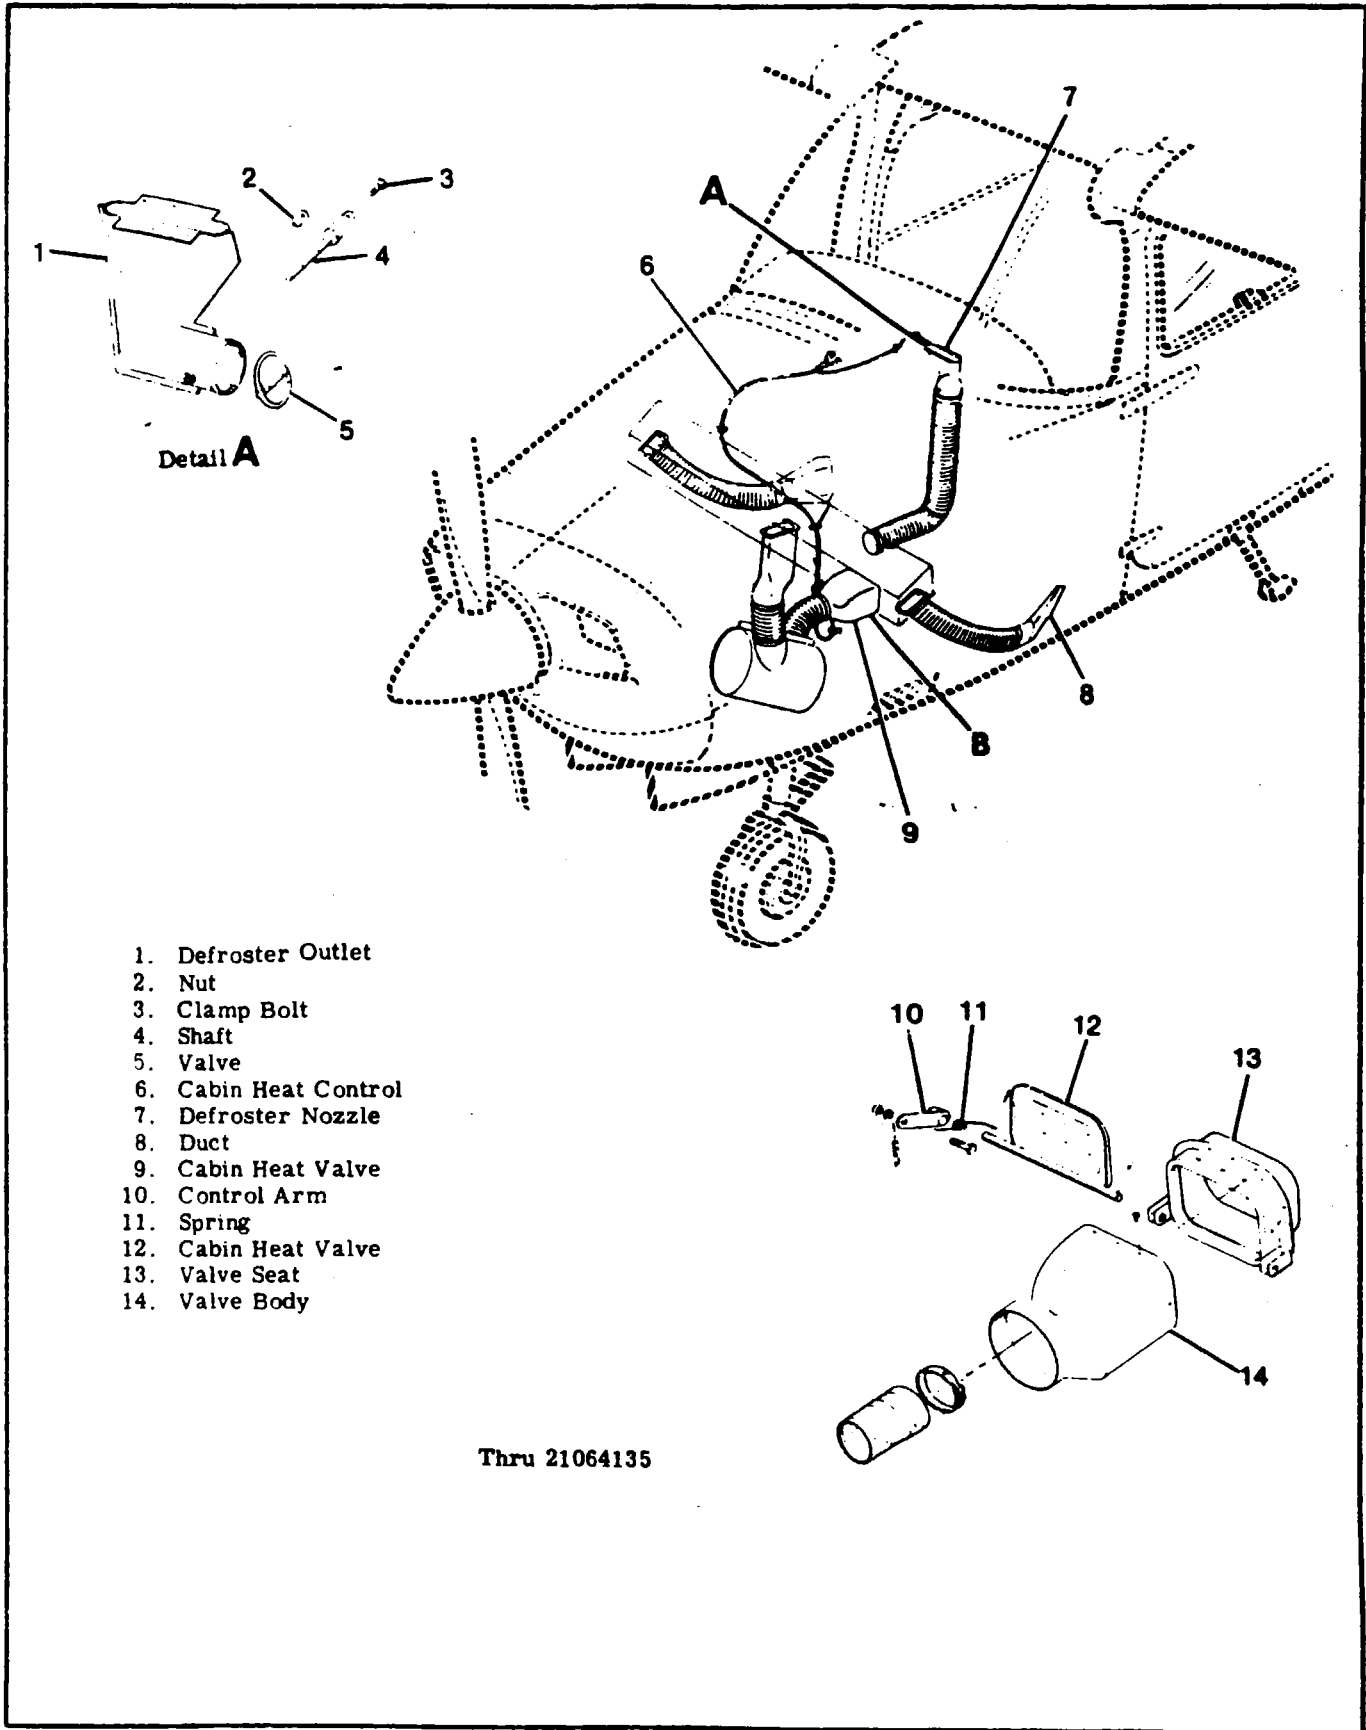 7
A
2
3
1
4
6
5
Detail A
8
B
9
1. Defroster Outlet
2. Nut
3. Clamp Bolt
4. Shaft
5. Valve
6. Cabin Heat Control
7. Defroster Nozzle
8. Duct
9. Cabin Heat Valve
10. Control Arm
11. Spring
12. Cabin Heat Valve
13. Valve Seat
14. Valve Body
10
11
12
13
14
Thru 21064135